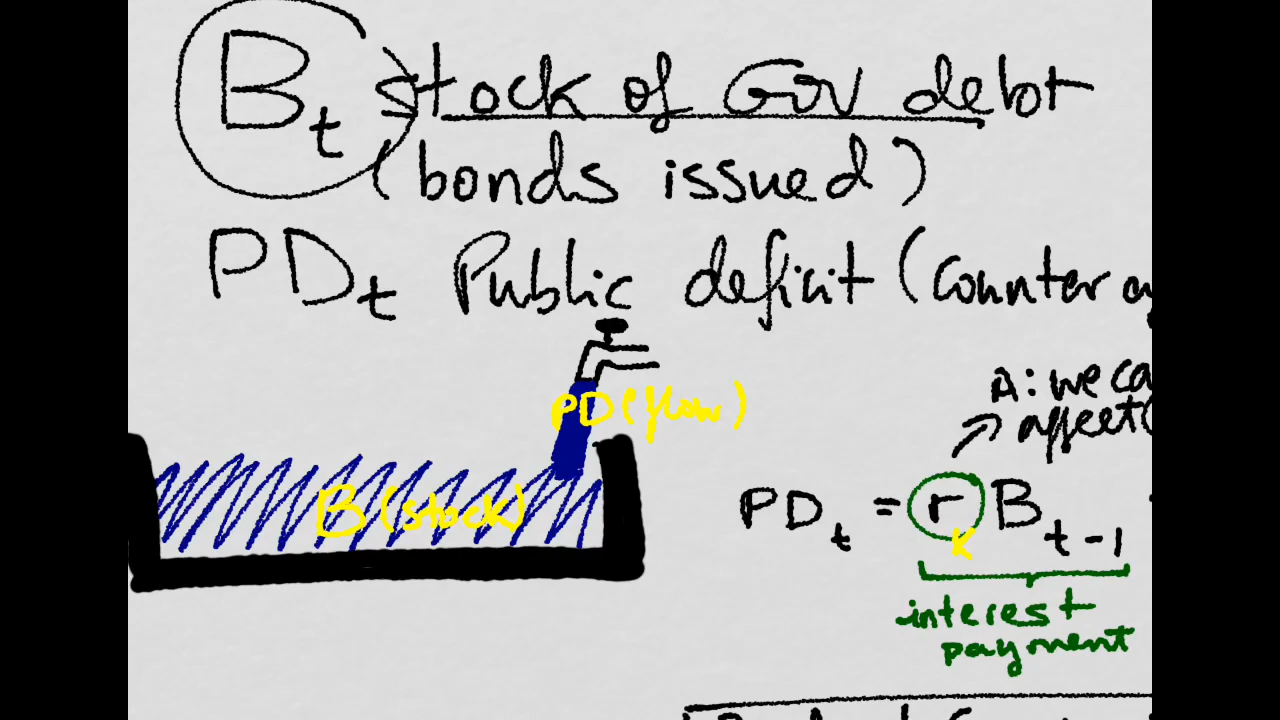 Bt stock of Gov debt
(bonds issued)
PDt Public deficit (counter
PD (flow)
A: we
affect(
B (stock)
PDt = r Bt-1
K
interest
payment